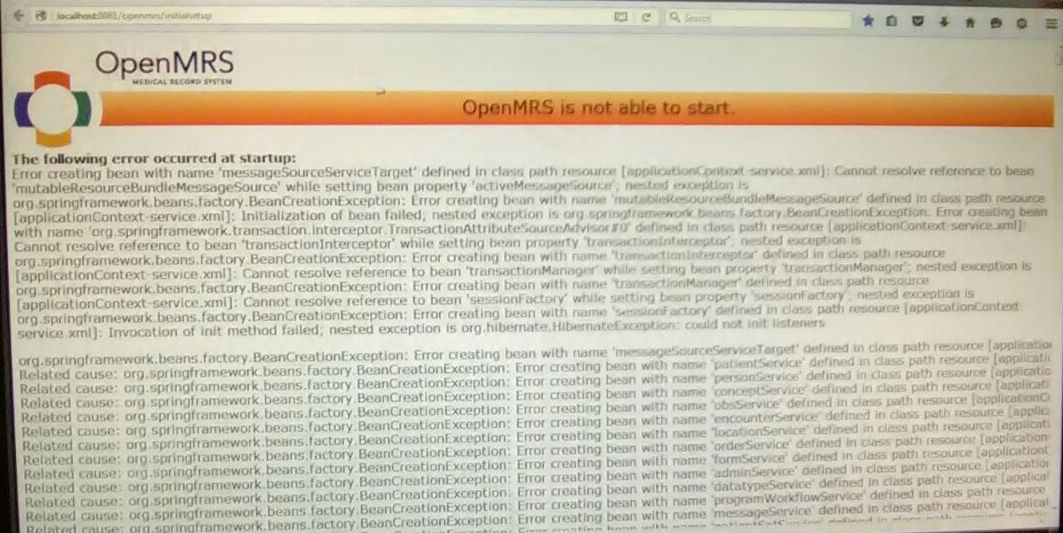 localhost:8081/openmrs/initialsetup
Search
OpenMRS
MEDICAL RECORD SYSTEM
OpenMRS is not able to start.
The following error occurred at startup:
Error creating bean with name 'messageSourceServiceTarget' defined in class path resource [applicationContext-service.xml]: Cannot resolve reference to bean
'mutableResourceBundleMessageSource' while setting bean property 'activeMessageSource'; nested exception is
org.springframework.beans.factory.BeanCreationException: Error creating bean with name 'mutableResourceBundleMessageSource' defined in class path resource
[applicationContext-service.xml]: Initialization of bean failed; nested exception is org.springframework.beans.factory.BeanCreationException: Error creating bean
with name 'org.springframework.transaction.interceptor.TransactionAttributeSourceAdvisor#0' defined in class path resource [applicationContext-service.xml]:
Cannot resolve reference to bean 'transactionInterceptor' while setting bean property 'transactionInterceptor'; nested exception is
org.springframework.beans.factory.BeanCreationException: Error creating bean with name 'transactionInterceptor' defined in class path resource
[applicationContext-service.xml]: Cannot resolve reference to bean 'transactionManager' while setting bean property 'transactionManager'; nested exception is
org.springframework.beans.factory.BeanCreationException: Error creating bean with name 'transactionManager' defined in class path resource
[applicationContext-service.xml]: Cannot resolve reference to bean 'sessionFactory' while setting bean property 'sessionFactory'; nested exception is
org.springframework.beans.factory.BeanCreationException: Error creating bean with name 'sessionFactory' defined in class path resource [applicationContext
service.xml]: Invocation of init method failed; nested exception is org.hibernate.HibernateException: could not init listeners
org.springframework.beans.factory.BeanCreationException: Error creating bean with name 'messageSourceServiceTarget' defined in class path resource [applicatio
Related cause: org.springframework.beans.factory.BeanCreationException: Error creating bean with name 'patientService' defined in class path resource [applicatio
Related cause: org.springframework.beans.factory.BeanCreationException: Error creating bean with name 'personService' defined in class path resource [applicatio
Related cause: org.springframework.beans.factory.BeanCreationException: Error creating bean with name 'conceptService' defined in class path resource [applicati
Related cause: org.springframework.beans.factory.BeanCreationException: Error creating bean with name 'obsService' defined in class path resource [applicationC
Related cause: org.springframework.beans.factory.BeanCreationException: Error creating bean with name 'encounterService' defined in class path resource [applic
Related cause: org.springframework.beans.factory.BeanCreationException: Error creating bean with name 'locationService' defined in class path resource [applicati
Related cause: org.springframework.beans.factory.BeanCreationException: Error creating bean with name 'orderService' defined in class path resource [application
Related cause: org.springframework.beans.factory.BeanCreationException: Error creating bean with name 'formService' defined in class path resource [application
Related cause: org.springframework.beans.factory.BeanCreationException: Error creating bean with name 'adminService' defined in class path resource [applicatio
Related cause: org.springframework.beans.factory.BeanCreationException: Error creating bean with name 'datatypeService' defined in class path resource [applicat
Related cause: org.springframework.beans.factory.BeanCreationException: Error creating bean with name 'programWorkflowService' defined in class path resource
Related cause: org.springframework.beans.factory.BeanCreationException: Error creating bean with name 'messageService' defined in class path resource [applicat